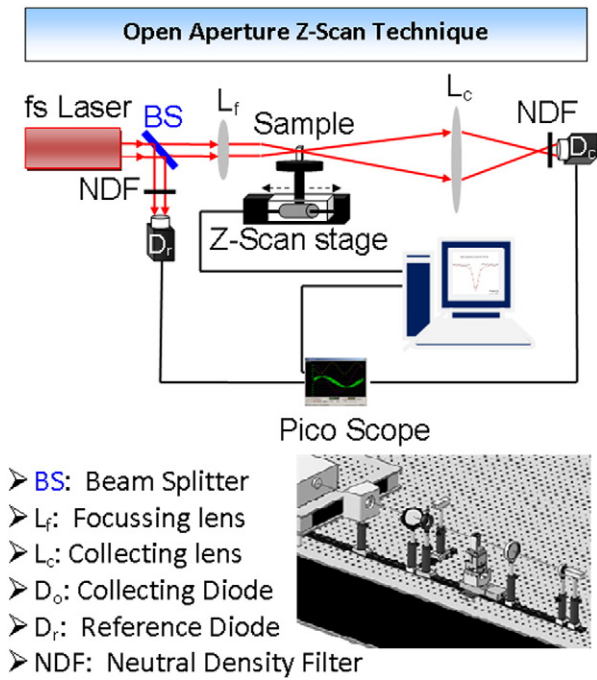 Open Aperture Z-Scan Technique
fs Laser
BS
Lf
Sample
Lc
NDF
Dc
NDF
Dr
Z-Scan stage
Pico Scope
➢ BS: Beam Splitter
➢ Lf: Focussing lens
➢ Lc: Collecting lens
➢ Do: Collecting Diode
➢ Dr: Reference Diode
➢ NDF: Neutral Density Filter